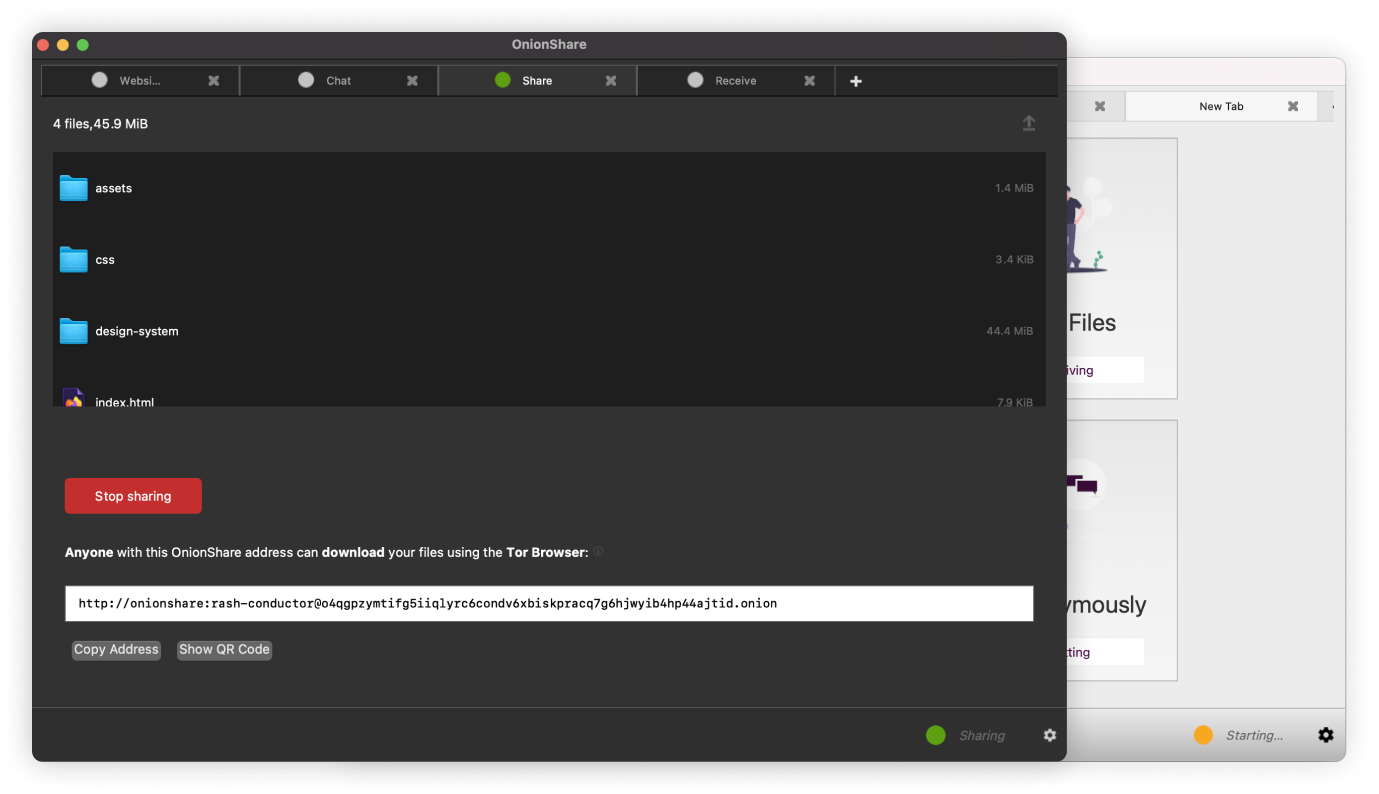 OnionShare
Websi... Chat Share Receive
4 files,45.9 MiB
assets 1.4 MiB
css 3.4 KiB
design-system 44.4 MiB
index.html 7.9 KiB
Stop sharing
Anyone with this OnionShare address can download your files using the Tor Browser:
http://onionshare:rash-conductor@o4qgpzymtifg5iiqlyrc6condv6xbiskpracq7g6hjwyib4hp44ajtid.onion
Copy Address Show QR Code
Sharing
New Tab
Files
iving
ymously
tting
Starting...